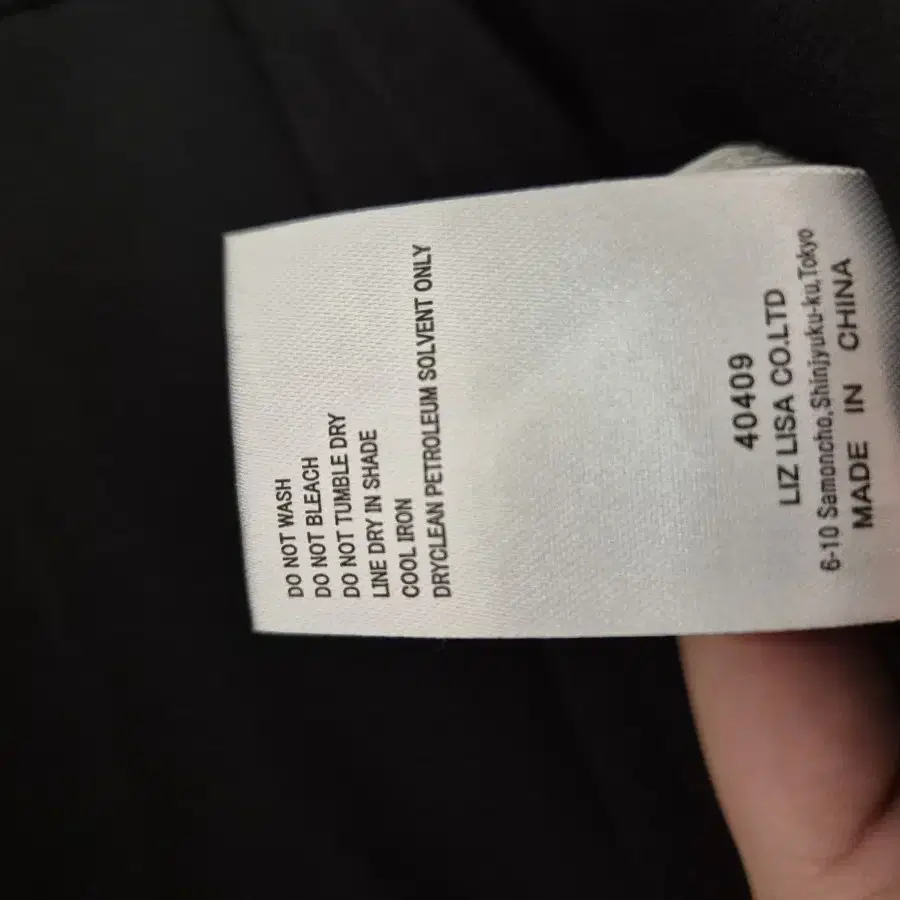 DO NOT WASH
DO NOT BLEACH
DO NOT TUMBLE DRY
LINE DRY IN SHADE
COOL IRON
DRYCLEAN PETROLEUM SOLVENT ONLY
40409
LIZ LISA CO.LTD
6-10 Samoncho,Shinjyuku-ku,Tokyo
MADE IN CHINA